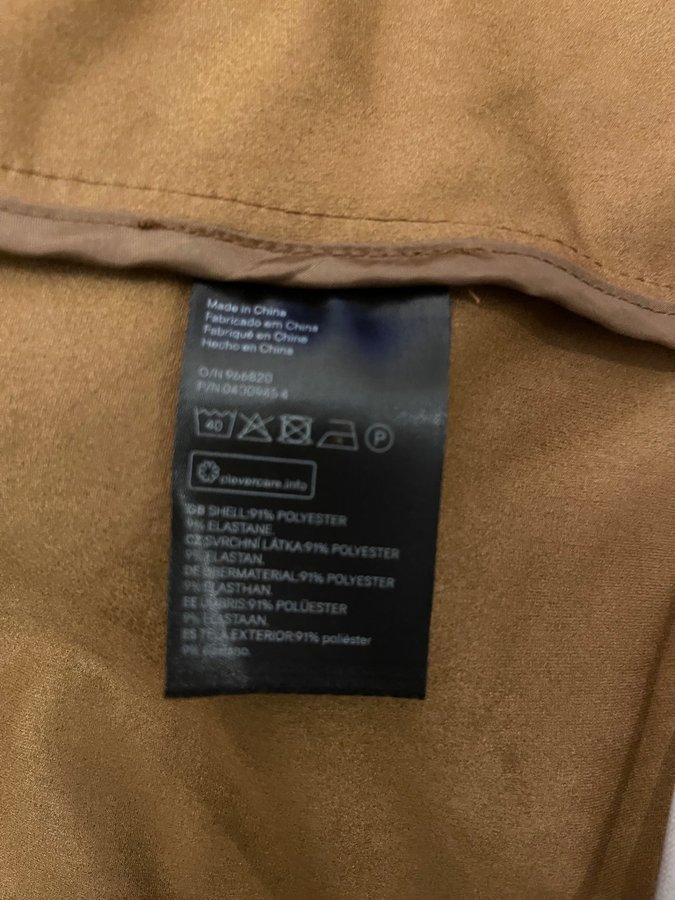 Made in China
Fabricado em China
Fabriqué en Chine
Hecho en China
O/N 966820
P/N 0430945 4
40
P
clevercare.info
GB SHELL:91% POLYESTER
9% ELASTANE.
CZ SVRCHNÍ LÁTKA:91% POLYESTER
9% ELASTAN.
DE OBERMATERIAL:91% POLYESTER
9% ELASTHAN.
EE :91% POLÜESTER
9% ELASTAAN.
ES TELA EXTERIOR:91% poliéster
9% elastano.